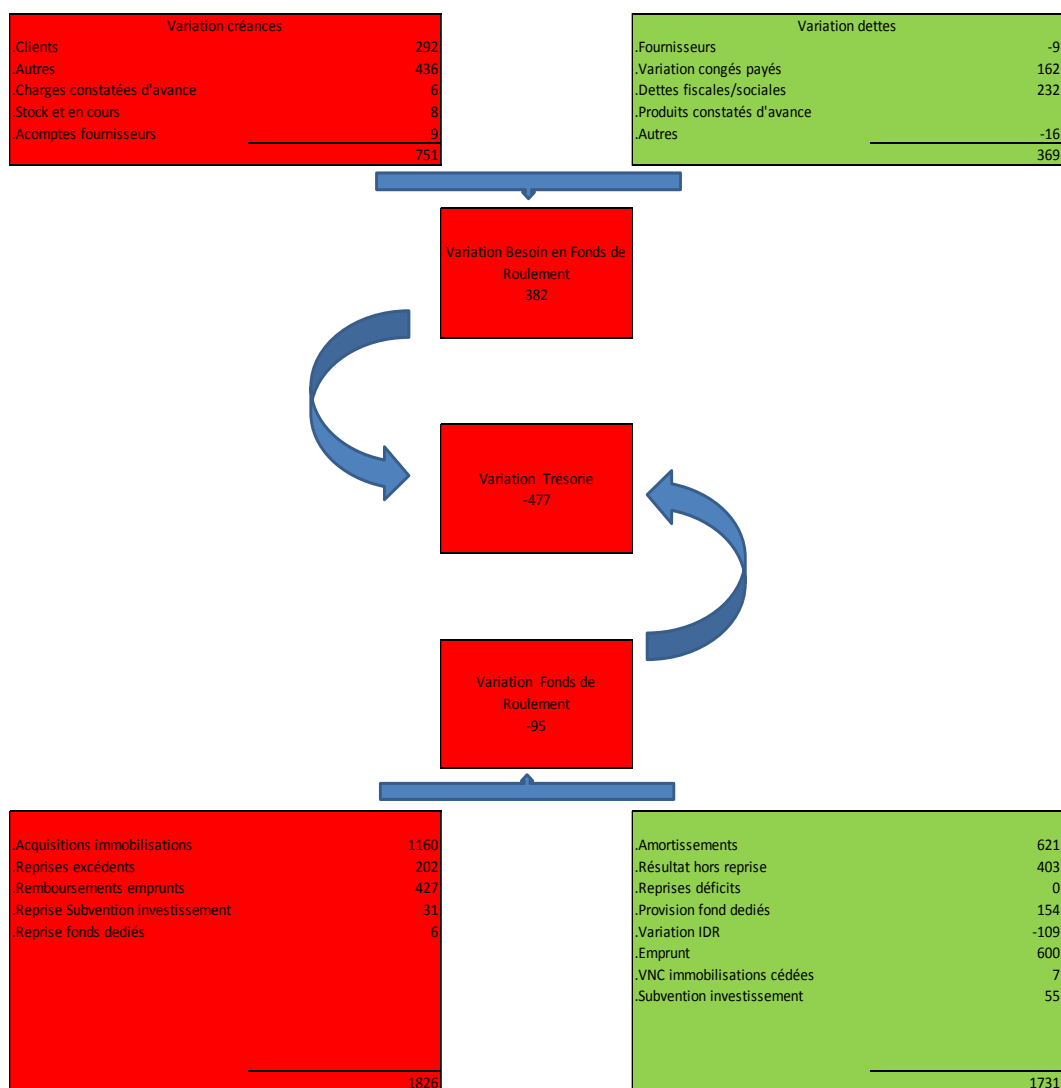 Variation créances
.Clients 292
.Autres 436
.Charges constatées d'avance 6
.Stock et en cours 8
.Acomptes fournisseurs 9
751
Variation dettes
.Fournisseurs -9
.Variation congés payés 162
.Dettes fiscales/sociales 232
.Produits constatés d'avance
.Autres -16
369
Variation Besoin en Fonds de
Roulement
382
Variation Trésorie
-477
Variation Fonds de
Roulement
-95
.Acquisitions immobilisations 1160
.Reprises excédents 202
.Remboursements emprunts 427
.Reprise Subvention investissement 31
.Reprise fonds dediés 6
1826
.Amortissements 621
.Résultat hors reprise 403
.Reprises déficits 0
.Provision fond dediés 154
.Variation IDR -109
.Emprunt 600
.VNC immobilisations cédées 7
.Subvention investissement 55
1731